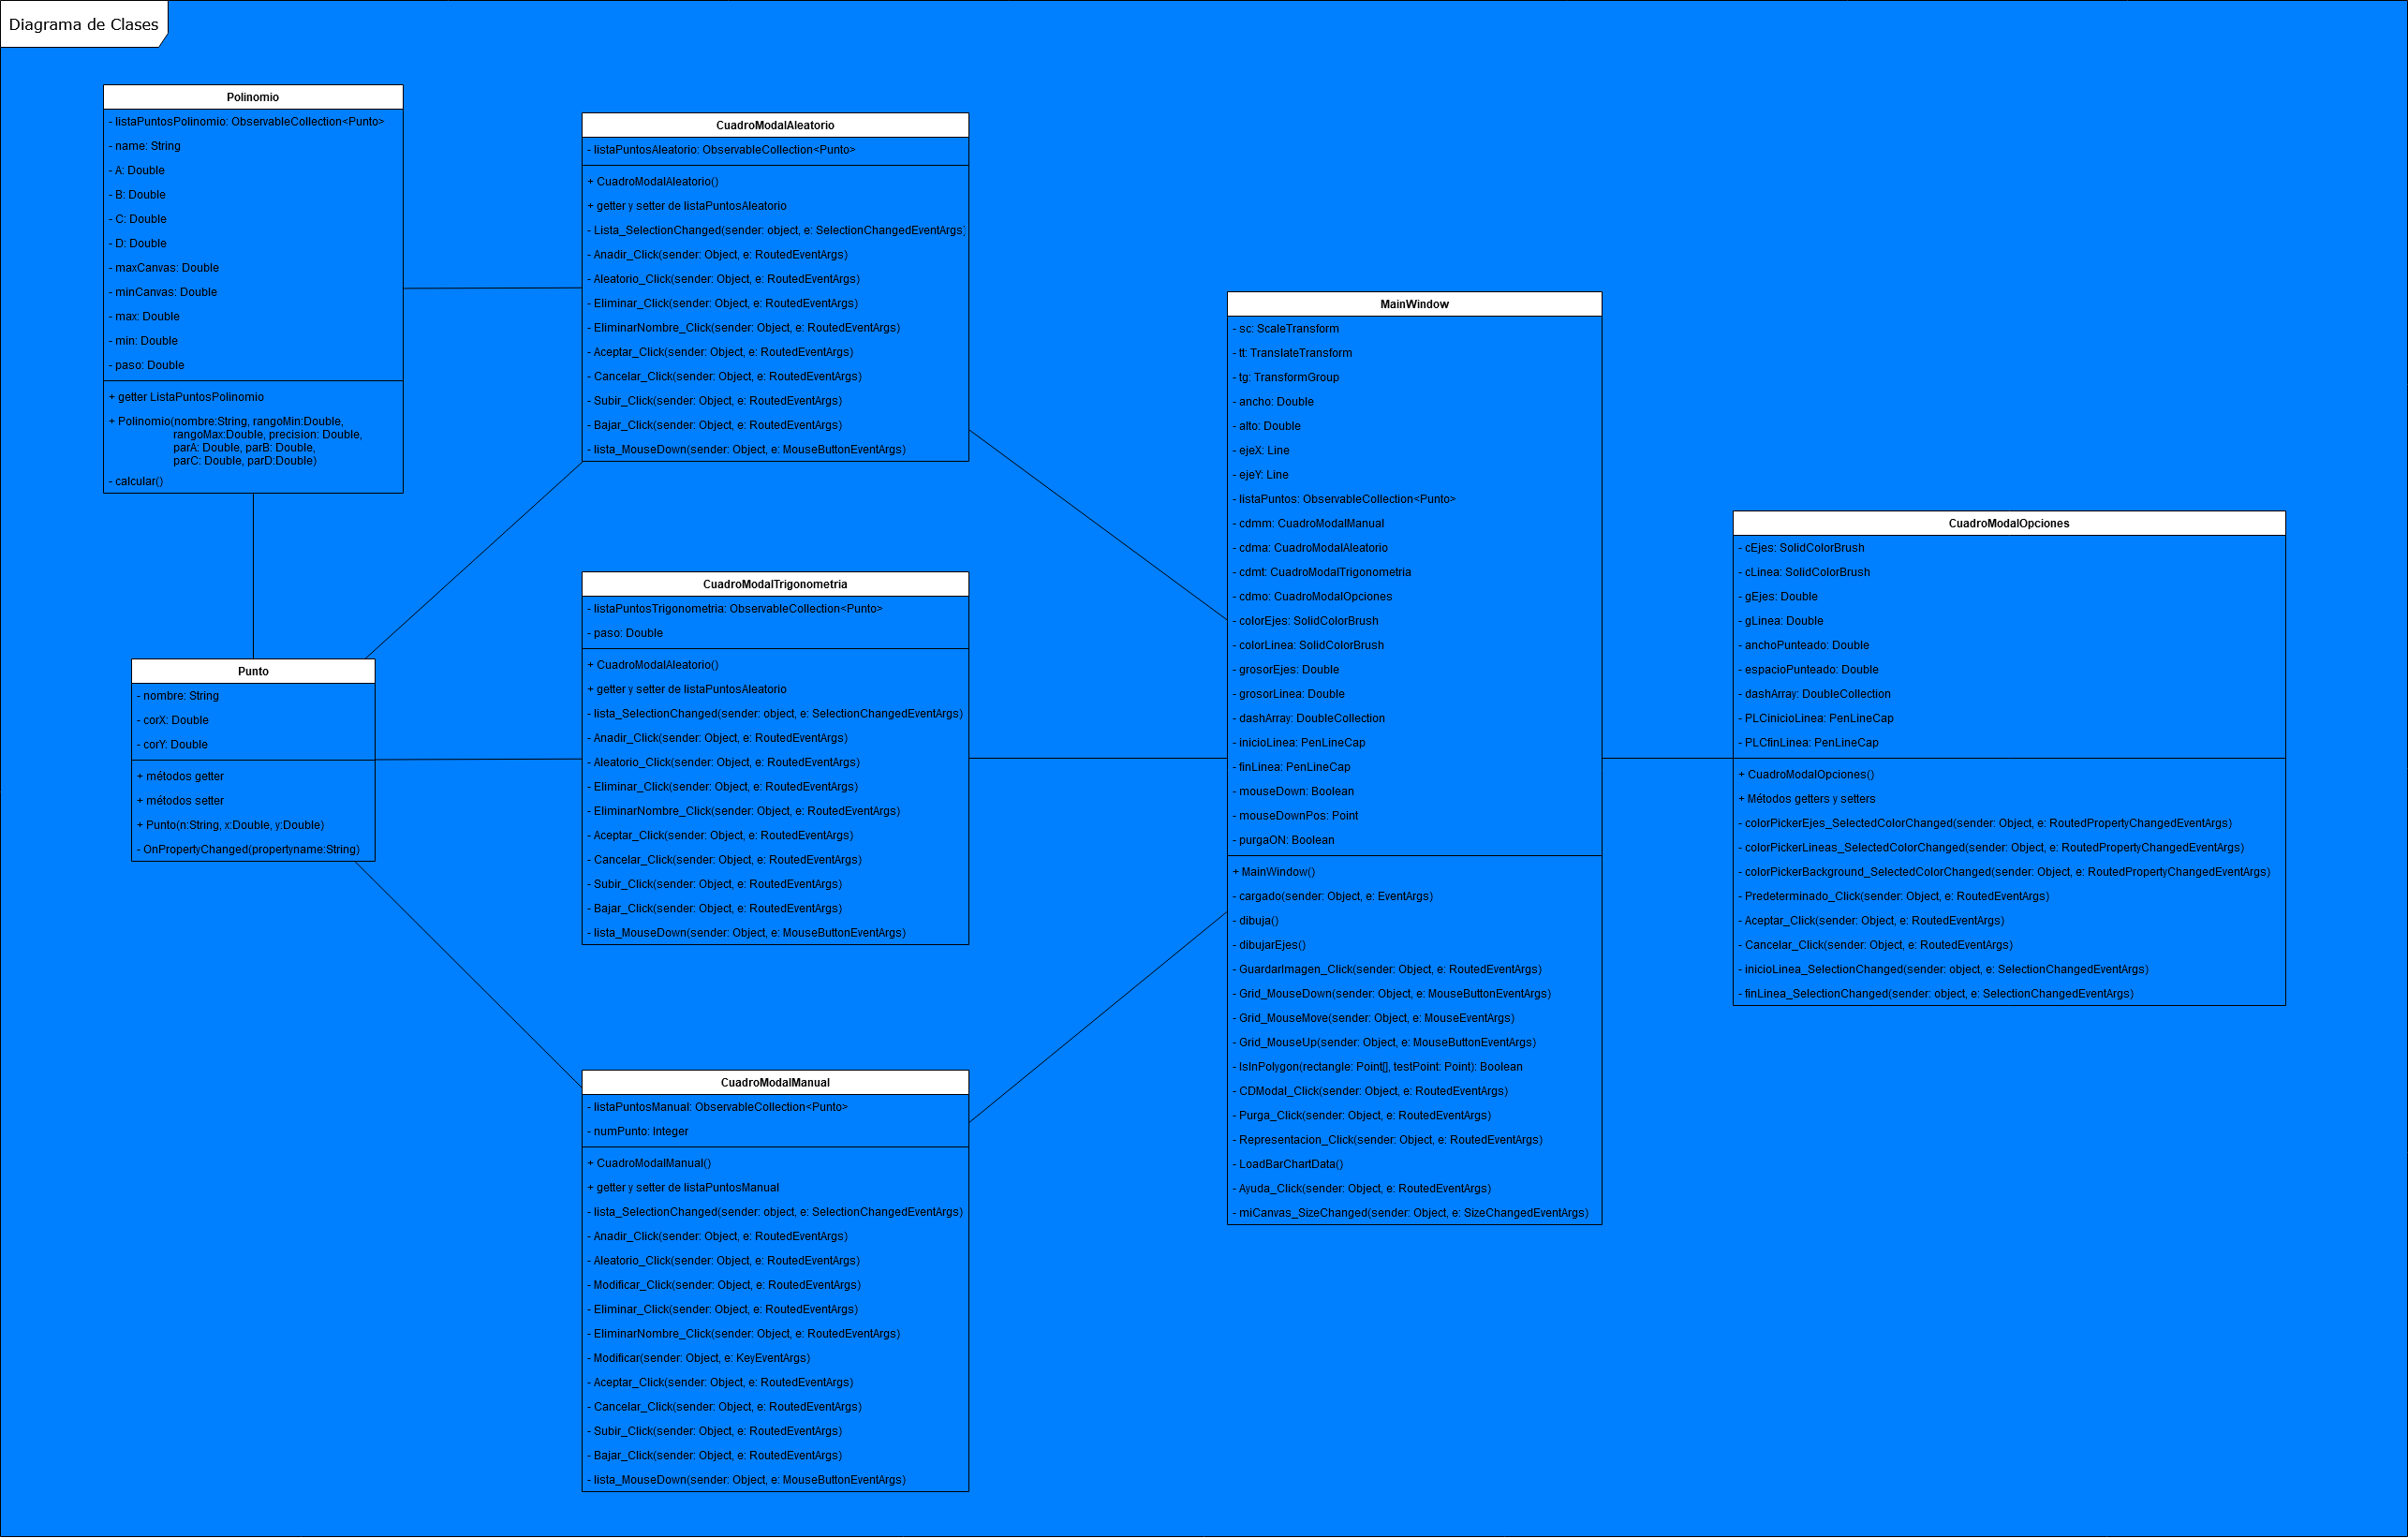 Diagrama de Clases
Polinomio
- listaPuntosPolinomio: ObservableCollection<Punto>
- name: String
- A: Double
- B: Double
- C: Double
- D: Double
- maxCanvas: Double
- minCanvas: Double
- max: Double
- min: Double
- paso: Double
+ getter ListaPuntosPolinomio
+ Polinomio(nombre:String, rangoMin:Double,
rangoMax:Double, precision: Double,
parA: Double, parB: Double,
parC: Double, parD:Double)
- calcular()
Punto
- nombre: String
- corX: Double
- corY: Double
+ métodos getter
+ métodos setter
+ Punto(n:String, x:Double, y:Double)
- OnPropertyChanged(propertyname:String)
CuadroModalAleatorio
- listaPuntosAleatorio: ObservableCollection<Punto>
+ CuadroModalAleatorio()
+ getter y setter de listaPuntosAleatorio
- Lista_SelectionChanged(sender: object, e: SelectionChangedEventArgs)
- Anadir_Click(sender: Object, e: RoutedEventArgs)
- Aleatorio_Click(sender: Object, e: RoutedEventArgs)
- Eliminar_Click(sender: Object, e: RoutedEventArgs)
- EliminarNombre_Click(sender: Object, e: RoutedEventArgs)
- Aceptar_Click(sender: Object, e: RoutedEventArgs)
- Cancelar_Click(sender: Object, e: RoutedEventArgs)
- Subir_Click(sender: Object, e: RoutedEventArgs)
- Bajar_Click(sender: Object, e: RoutedEventArgs)
- lista_MouseDown(sender: Object, e: MouseButtonEventArgs)
CuadroModalTrigonometria
- listaPuntosTrigonometria: ObservableCollection<Punto>
- paso: Double
+ CuadroModalAleatorio()
+ getter y setter de listaPuntosAleatorio
- lista_SelectionChanged(sender: object, e: SelectionChangedEventArgs)
- Anadir_Click(sender: Object, e: RoutedEventArgs)
- Aleatorio_Click(sender: Object, e: RoutedEventArgs)
- Eliminar_Click(sender: Object, e: RoutedEventArgs)
- EliminarNombre_Click(sender: Object, e: RoutedEventArgs)
- Aceptar_Click(sender: Object, e: RoutedEventArgs)
- Cancelar_Click(sender: Object, e: RoutedEventArgs)
- Subir_Click(sender: Object, e: RoutedEventArgs)
- Bajar_Click(sender: Object, e: RoutedEventArgs)
- lista_MouseDown(sender: Object, e: MouseButtonEventArgs)
CuadroModalManual
- listaPuntosManual: ObservableCollection<Punto>
- numPunto: Integer
+ CuadroModalManual()
+ getter y setter de listaPuntosManual
- lista_SelectionChanged(sender: object, e: SelectionChangedEventArgs)
- Anadir_Click(sender: Object, e: RoutedEventArgs)
- Aleatorio_Click(sender: Object, e: RoutedEventArgs)
- Modificar_Click(sender: Object, e: RoutedEventArgs)
- Eliminar_Click(sender: Object, e: RoutedEventArgs)
- EliminarNombre_Click(sender: Object, e: RoutedEventArgs)
- Modificar(sender: Object, e: KeyEventArgs)
- Aceptar_Click(sender: Object, e: RoutedEventArgs)
- Cancelar_Click(sender: Object, e: RoutedEventArgs)
- Subir_Click(sender: Object, e: RoutedEventArgs)
- Bajar_Click(sender: Object, e: RoutedEventArgs)
- lista_MouseDown(sender: Object, e: MouseButtonEventArgs)
MainWindow
- sc: ScaleTransform
- tt: TranslateTransform
- tg: TransformGroup
- ancho: Double
- alto: Double
- ejeX: Line
- ejeY: Line
- listaPuntos: ObservableCollection<Punto>
- cdmm: CuadroModalManual
- cdma: CuadroModalAleatorio
- cdmt: CuadroModalTrigonometria
- cdmo: CuadroModalOpciones
- colorEjes: SolidColorBrush
- colorLinea: SolidColorBrush
- grosorEjes: Double
- grosorLinea: Double
- dashArray: DoubleCollection
- inicioLinea: PenLineCap
- finLinea: PenLineCap
- mouseDown: Boolean
- mouseDownPos: Point
- purgaON: Boolean
+ MainWindow()
- cargado(sender: Object, e: EventArgs)
- dibuja()
- dibujarEjes()
- GuardarImagen_Click(sender: Object, e: RoutedEventArgs)
- Grid_MouseDown(sender: Object, e: MouseButtonEventArgs)
- Grid_MouseMove(sender: Object, e: MouseEventArgs)
- Grid_MouseUp(sender: Object, e: MouseButtonEventArgs)
- IsInPolygon(rectangle: Point[], testPoint: Point): Boolean
- CDModal_Click(sender: Object, e: RoutedEventArgs)
- Purga_Click(sender: Object, e: RoutedEventArgs)
- Representacion_Click(sender: Object, e: RoutedEventArgs)
- LoadBarChartData()
- Ayuda_Click(sender: Object, e: RoutedEventArgs)
- miCanvas_SizeChanged(sender: Object, e: SizeChangedEventArgs)
CuadroModalOpciones
- cEjes: SolidColorBrush
- cLinea: SolidColorBrush
- gEjes: Double
- gLinea: Double
- anchoPunteado: Double
- espacioPunteado: Double
- dashArray: DoubleCollection
- PLCinicioLinea: PenLineCap
- PLCfinLinea: PenLineCap
+ CuadroModalOpciones()
+ Métodos getters y setters
- colorPickerEjes_SelectedColorChanged(sender: Object, e: RoutedPropertyChangedEventArgs)
- colorPickerLineas_SelectedColorChanged(sender: Object, e: RoutedPropertyChangedEventArgs)
- colorPickerBackground_SelectedColorChanged(sender: Object, e: RoutedPropertyChangedEventArgs)
- Predeterminado_Click(sender: Object, e: RoutedEventArgs)
- Aceptar_Click(sender: Object, e: RoutedEventArgs)
- Cancelar_Click(sender: Object, e: RoutedEventArgs)
- inicioLinea_SelectionChanged(sender: object, e: SelectionChangedEventArgs)
- finLinea_SelectionChanged(sender: object, e: SelectionChangedEventArgs)